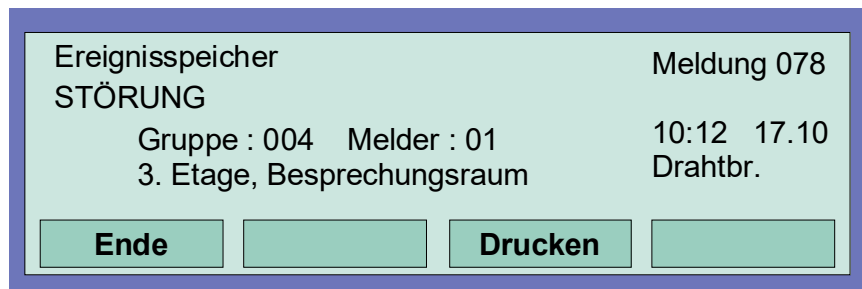 Ereignisspeicher Meldung 078
STÖRUNG
Gruppe : 004 Melder : 01 10:12 17.10
3. Etage, Besprechungsraum Drahtbr.
Ende Drucken